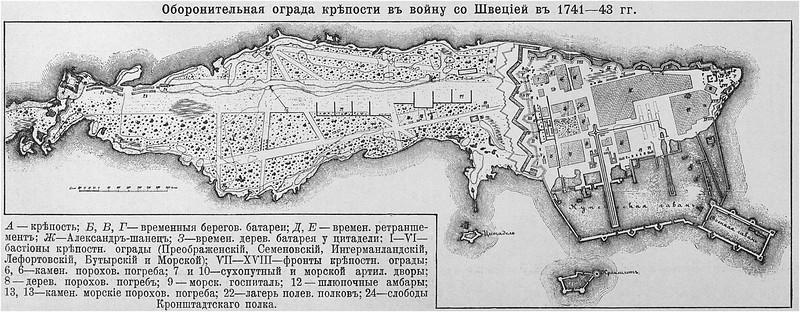 Оборонительная ограда крѣпости въ войну со Швеціей въ 1741—43 гг.
Цитадель
Кроншлотъ
А — крѣпость; Б, В, Г — временныя берегов. батареи; Д, Е — времен. ретранше-
ментъ; Ж—Александръ-шанецъ; З—времен. дерев. батарея у цитадели: I—VI—
бастіоны крѣпостн. ограды (Преображенскій, Семеновскій, Ингерманландскій,
Лефортовскій, Бутырскій и Морской); VII—XVIII—фронты крѣпостн. ограды:
6, 6—камен. порохов. погреба; 7 и 10—сухопутный и морской артил. дворы;
8—дерев. порохов. погребъ; 9—морск. госпиталь; 12—шлюпочные амбары;
13, 13—камен. морскіе порохов. погреба; 22—лагерь полев. полковъ; 24—слободы
Кронштадтскаго полка.